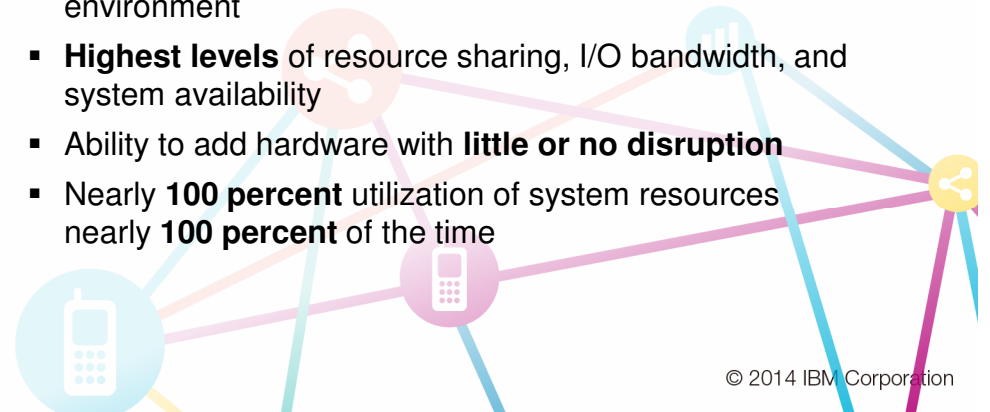 environment
▪ Highest levels of resource sharing, I/O bandwidth, and
system availability
▪ Ability to add hardware with little or no disruption
▪ Nearly 100 percent utilization of system resources
nearly 100 percent of the time
© 2014 IBM Corporation